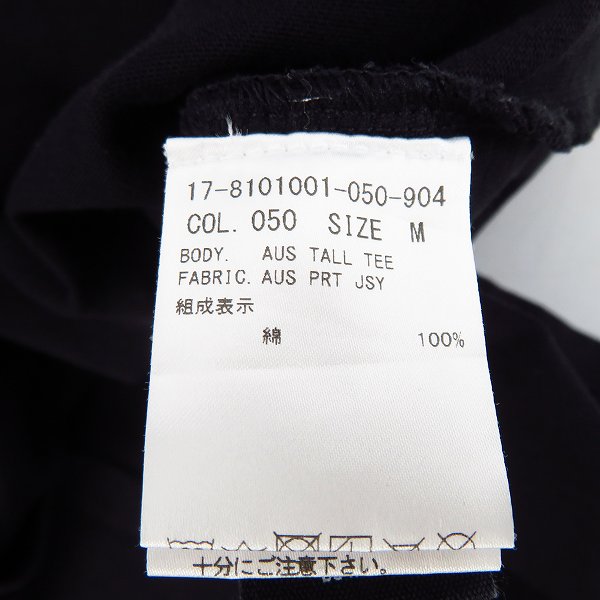 17-8101001-050-904
COL. 050 SIZE M
BODY. AUS TALL TEE
FABRIC. AUS PRT JSY
組成表示
綿 100%
十分にご注意下さい。